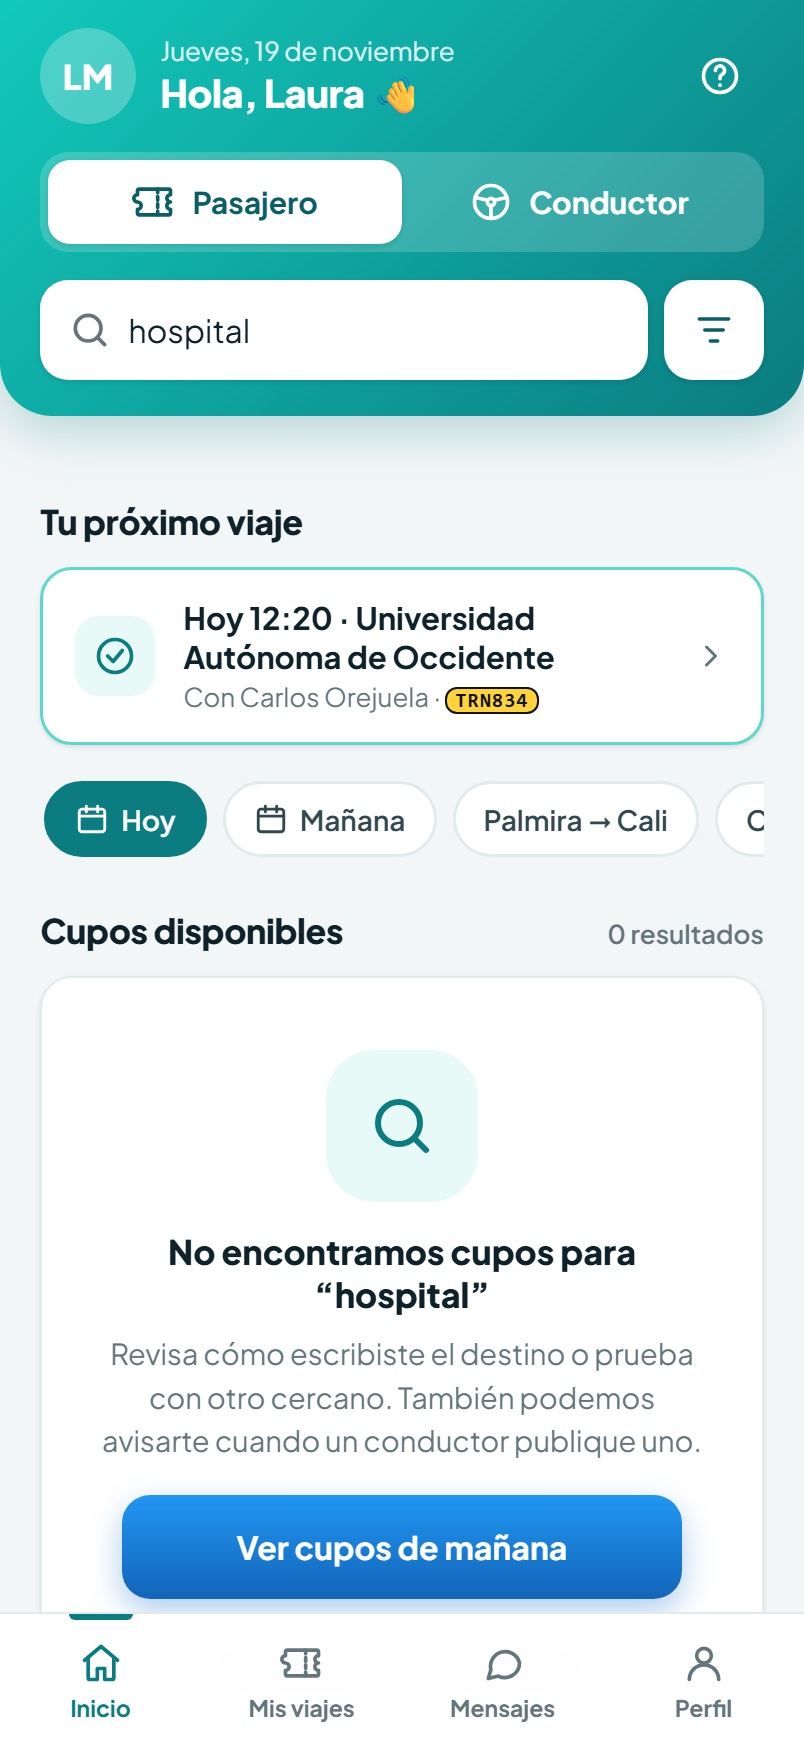 LM
Jueves, 19 de noviembre
Hola, Laura 👋
Pasajero
Conductor
hospital
Tu próximo viaje
Hoy 12:20 · Universidad
Autónoma de Occidente
Con Carlos Orejuela · TRN834
Hoy
Mañana
Palmira → Cali
Cupos disponibles
0 resultados
No encontramos cupos para
“hospital”
Revisa cómo escribiste el destino o prueba
con otro cercano. También podemos
avisarte cuando un conductor publique uno.
Ver cupos de mañana
Inicio
Mis viajes
Mensajes
Perfil